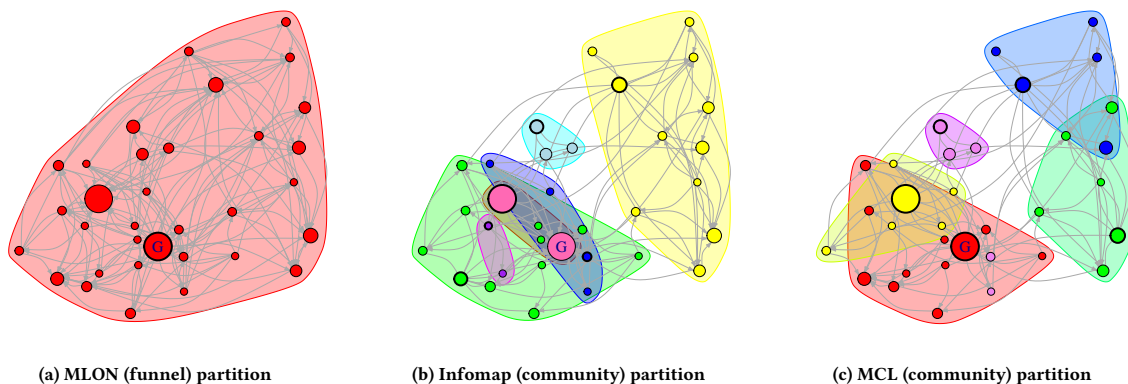 G
G
G
(a) MLON (funnel) partition
(b) Infomap (community) partition
(c) MCL (community) partition